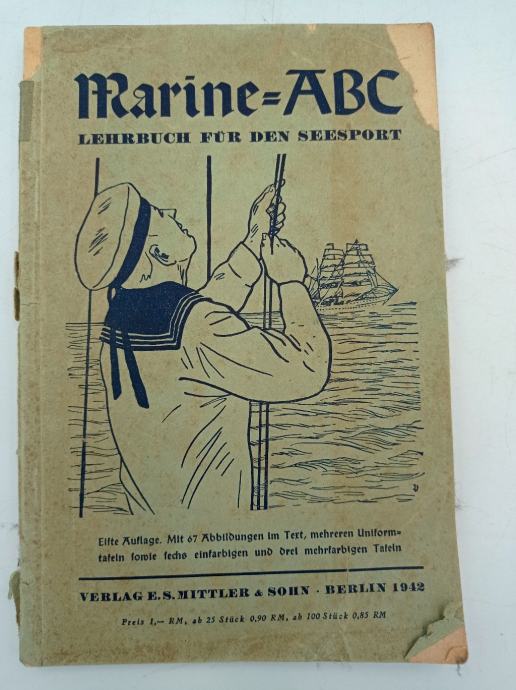 Marine=ABC
LEHRBUCH FÜR DEN SEESPORT
Elfte Auflage. Mit 67 Abbildungen im Text, mehreren Uniform=
tafeln sowie sechs einfarbigen und drei mehrfarbigen Tafeln
VERLAG E. S. MITTLER & SOHN · BERLIN 1942
Preis 1,— RM, ab 25 Stück 0,90 RM, ab 100 Stück 0,85 RM